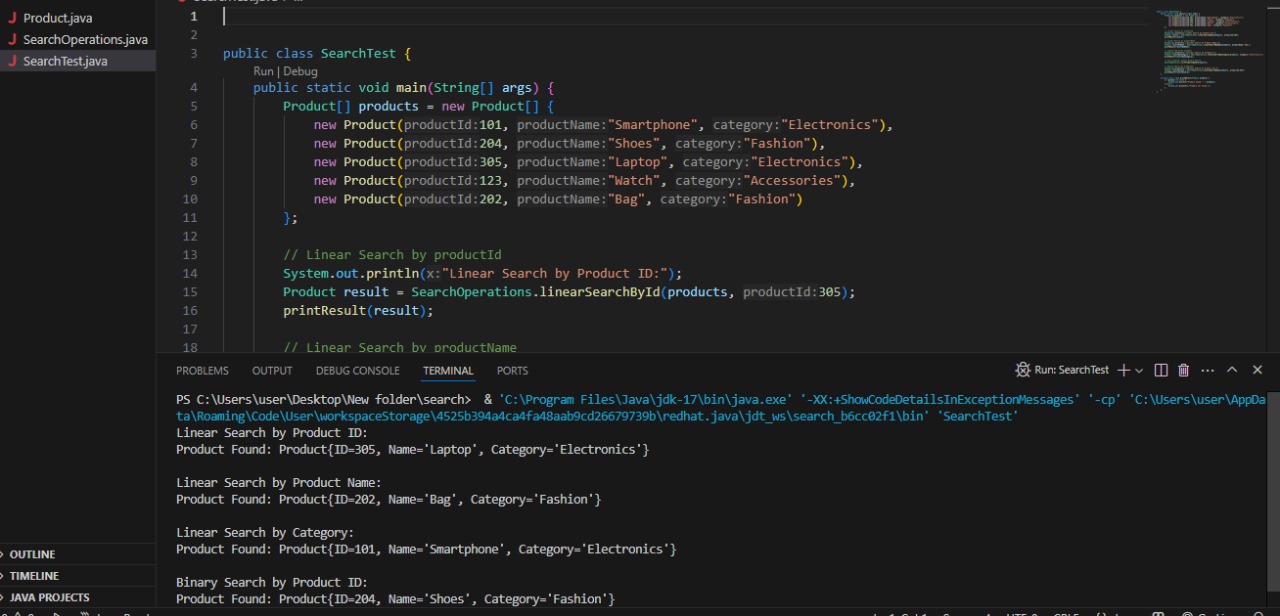 Product.java
SearchOperations.java
SearchTest.java
OUTLINE
TIMELINE
JAVA PROJECTS
1
2
3 public class SearchTest {
Run | Debug
4 public static void main(String[] args) {
5 Product[] products = new Product[] {
6 new Product(productId:101, productName:"Smartphone", category:"Electronics"),
7 new Product(productId:204, productName:"Shoes", category:"Fashion"),
8 new Product(productId:305, productName:"Laptop", category:"Electronics"),
9 new Product(productId:123, productName:"Watch", category:"Accessories"),
10 new Product(productId:202, productName:"Bag", category:"Fashion")
11 };
12
13 // Linear Search by productId
14 System.out.println(x:"Linear Search by Product ID:");
15 Product result = SearchOperations.linearSearchById(products, productId:305);
16 printResult(result);
17
18 // Linear Search by productName
PROBLEMS OUTPUT DEBUG CONSOLE TERMINAL PORTS Run: SearchTest
PS C:\Users\user\Desktop\New folder\search> & 'C:\Program Files\Java\jdk-17\bin\java.exe' '-XX:+ShowCodeDetailsInExceptionMessages' '-cp' 'C:\Users\user\AppDa
ta\Roaming\Code\User\workspaceStorage\4525b394a4ca4fa48aab9cd26679739b\redhat.java\jdt_ws\search_b6cc02f1\bin' 'SearchTest'
Linear Search by Product ID:
Product Found: Product{ID=305, Name='Laptop', Category='Electronics'}
Linear Search by Product Name:
Product Found: Product{ID=202, Name='Bag', Category='Fashion'}
Linear Search by Category:
Product Found: Product{ID=101, Name='Smartphone', Category='Electronics'}
Binary Search by Product ID:
Product Found: Product{ID=204, Name='Shoes', Category='Fashion'}